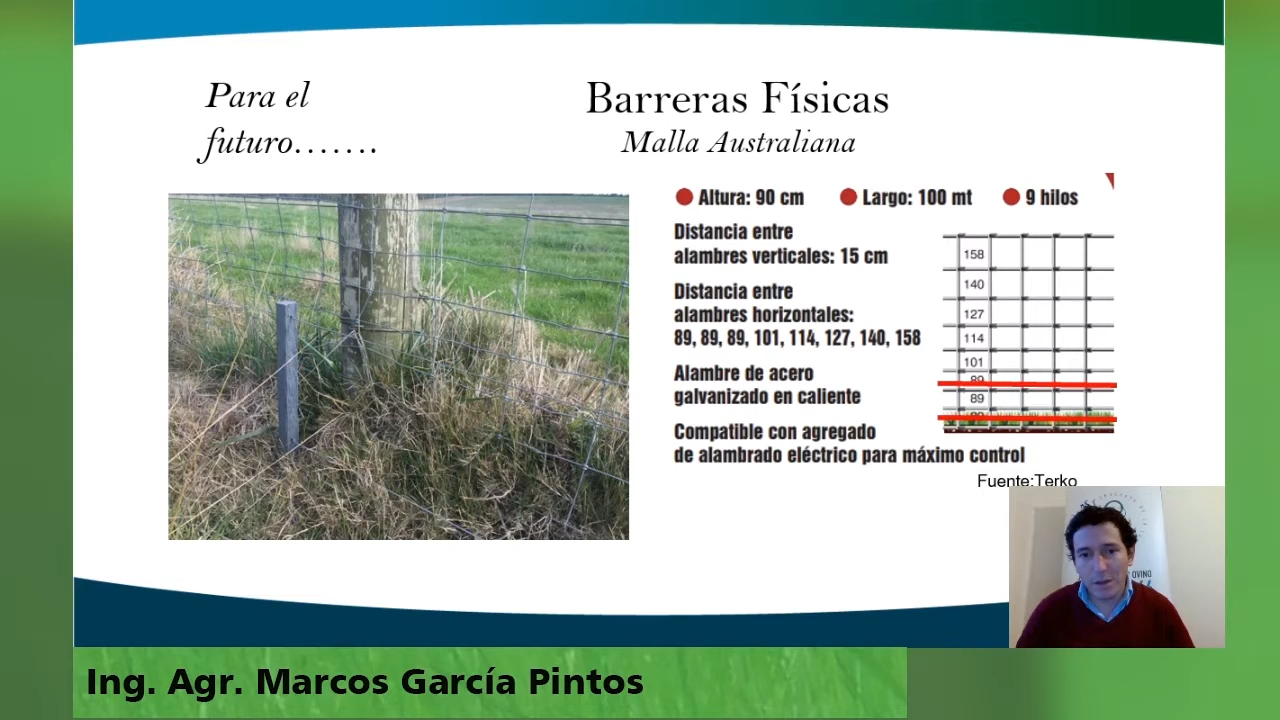 Para el
futuro.......
Barreras Físicas
Malla Australiana
Altura: 90 cm
Largo: 100 mt
9 hilos
Distancia entre
alambres verticales: 15 cm
Distancia entre
alambres horizontales:
89, 89, 89, 101, 114, 127, 140, 158
Alambre de acero
galvanizado en caliente
Compatible con agregado
de alambrado eléctrico para máximo control
158
140
127
114
101
89
89
Fuente:Terko
OVINO
Ing. Agr. Marcos García Pintos